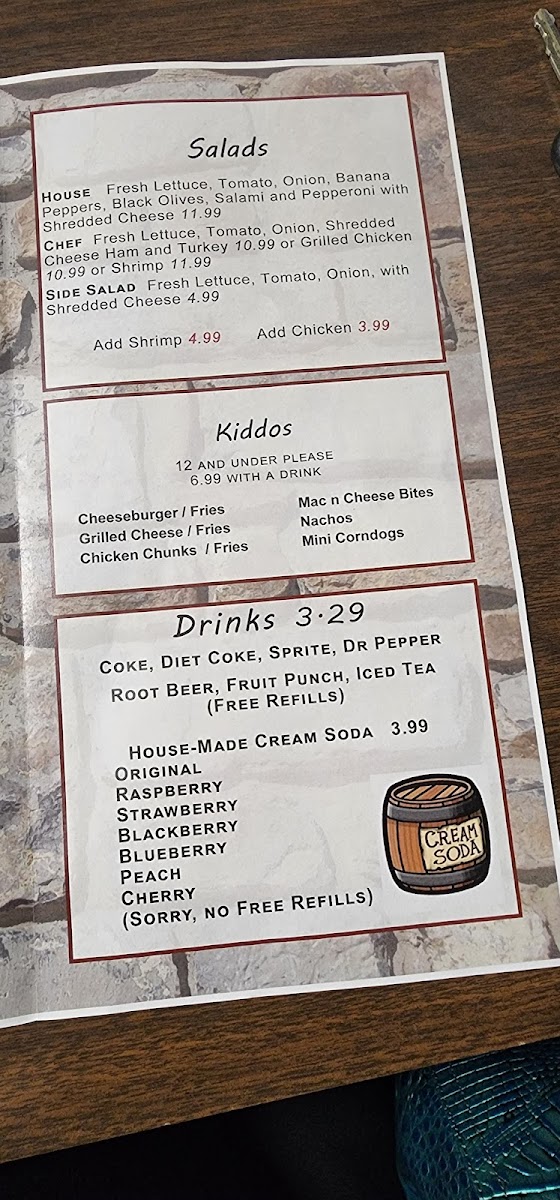 Salads
HOUSE Fresh Lettuce, Tomato, Onion, Banana
Peppers, Black Olives, Salami and Pepperoni with
Shredded Cheese 11.99
CHEF Fresh Lettuce, Tomato, Onion, Shredded
Cheese Ham and Turkey 10.99 or Grilled Chicken
10.99 or Shrimp 11.99
SIDE SALAD Fresh Lettuce, Tomato, Onion, with
Shredded Cheese 4.99
Add Shrimp 4.99 Add Chicken 3.99
Kiddos
12 AND UNDER PLEASE
6.99 WITH A DRINK
Cheeseburger / Fries
Grilled Cheese / Fries
Chicken Chunks / Fries
Mac n Cheese Bites
Nachos
Mini Corndogs
Drinks 3.29
COKE, DIET COKE, SPRITE, DR PEPPER
ROOT BEER, FRUIT PUNCH, ICED TEA
(FREE REFILLS)
HOUSE-MADE CREAM SODA 3.99
ORIGINAL
RASPBERRY
STRAWBERRY
BLACKBERRY
BLUEBERRY
PEACH
CHERRY
(SORRY, NO FREE REFILLS)
CREAM
SODA